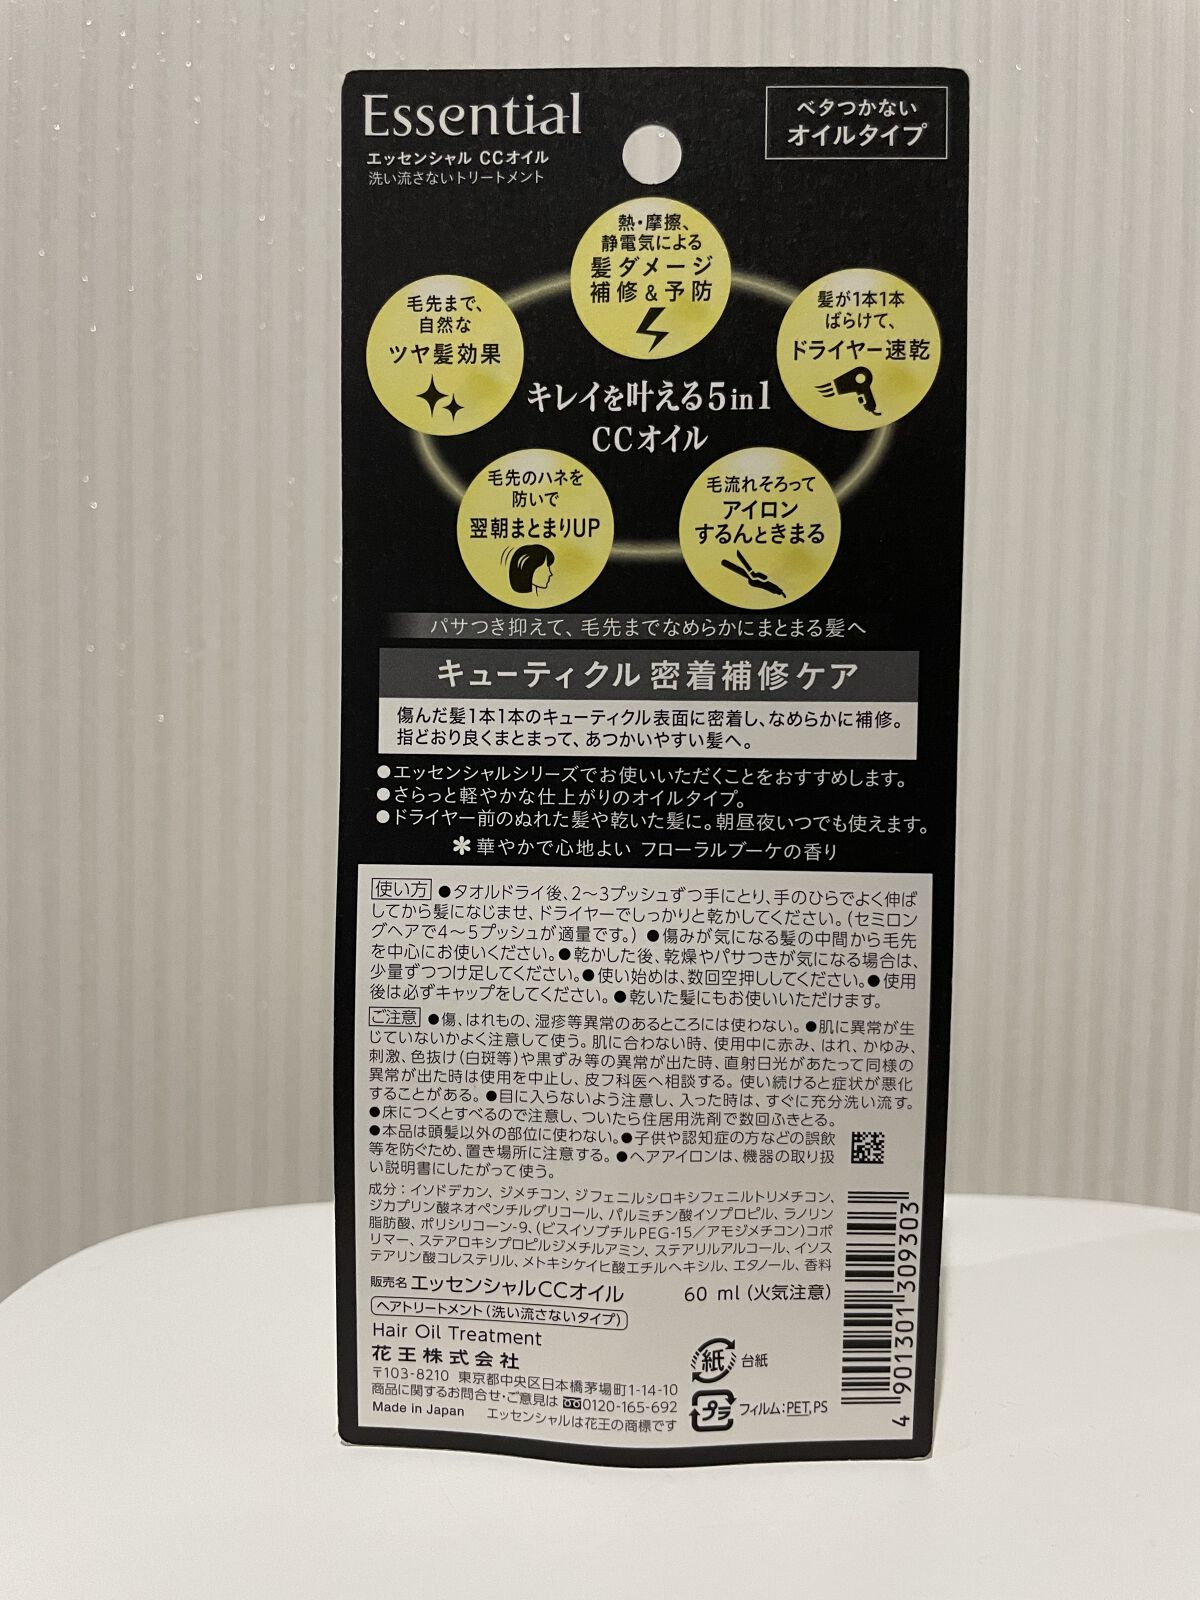 Essential
エッセンシャル CCオイル
洗い流さないトリートメント
ベタつかない
オイルタイプ
熱・摩擦、
静電気による
髪ダメージ
補修&予防
毛先まで、
自然な
ツヤ髪効果
髪が1本1本
ばらけて、
ドライヤー速乾
キレイを叶える5in1
CCオイル
毛先のハネを
防いで
翌朝まとまりUP
毛流れそろって
アイロン
するんときまる
パサつき抑えて、毛先までなめらかにまとまる髪へ
キューティクル 密着補修ケア
傷んだ髪1本1本のキューティクル表面に密着し、なめらかに補修。
指どおり良くまとまって、あつかいやすい髪へ。
●エッセンシャルシリーズでお使いいただくことをおすすめします。
●さらっと軽やかな仕上がりのオイルタイプ。
●ドライヤー前のぬれた髪や乾いた髪に。朝昼夜いつでも使えます。
＊華やかで心地よい フローラルブーケの香り
使い方 ●タオルドライ後、2〜3プッシュずつ手にとり、手のひらでよく伸ば
してから髪になじませ、ドライヤーでしっかりと乾かしてください。(セミロン
グヘアで4〜5プッシュが適量です。) ●傷みが気になる髪の中間から毛先
を中心にお使いください。●乾かした後、乾燥やパサつきが気になる場合は、
少量ずつつけ足してください。●使い始めは、数回空押ししてください。●使用
後は必ずキャップをしてください。●乾いた髪にもお使いいただけます。
ご注意 ●傷、はれもの、湿疹等異常のあるところには使わない。●肌に異常が生
じていないかよく注意して使う。肌に合わない時、使用中に赤み、はれ、かゆみ、
刺激、色抜け(白斑等)や黒ずみ等の異常が出た時、直射日光があたって同様の
異常が出た時は使用を中止し、皮フ科医へ相談する。使い続けると症状が悪化
することがある。●目に入らないよう注意し、入った時は、すぐに充分洗い流す。
●床につくとすべるので注意し、ついたら住居用洗剤で数回ふきとる。
●本品は頭髪以外の部位に使わない。●子供や認知症の方などの誤飲
等を防ぐため、置き場所に注意する。●ヘアアイロンは、機器の取り扱
い説明書にしたがって使う。
成分：イソドデカン、ジメチコン、ジフェニルシロキシフェニルトリメチコン、
ジカプリン酸ネオペンチルグリコール、パルミチン酸イソプロピル、ラノリン
脂肪酸、ポリシリコーン-9、(ビスイソブチルPEG-15／アモジメチコン)コポ
リマー、ステアロキシプロピルジメチルアミン、ステアリルアルコール、イソス
テアリン酸コレステリル、メトキシケイヒ酸エチルヘキシル、エタノール、香料
販売名 エッセンシャルCCオイル 60 ml (火気注意)
ヘアトリートメント(洗い流さないタイプ)
Hair Oil Treatment
花王株式会社
〒103-8210 東京都中央区日本橋茅場町1-14-10
商品に関するお問合せ・ご意見は 0120-165-692
Made in Japan エッセンシャルは花王の商標です
紙 台紙
プラ フィルム:PET,PS
4 901301 309303